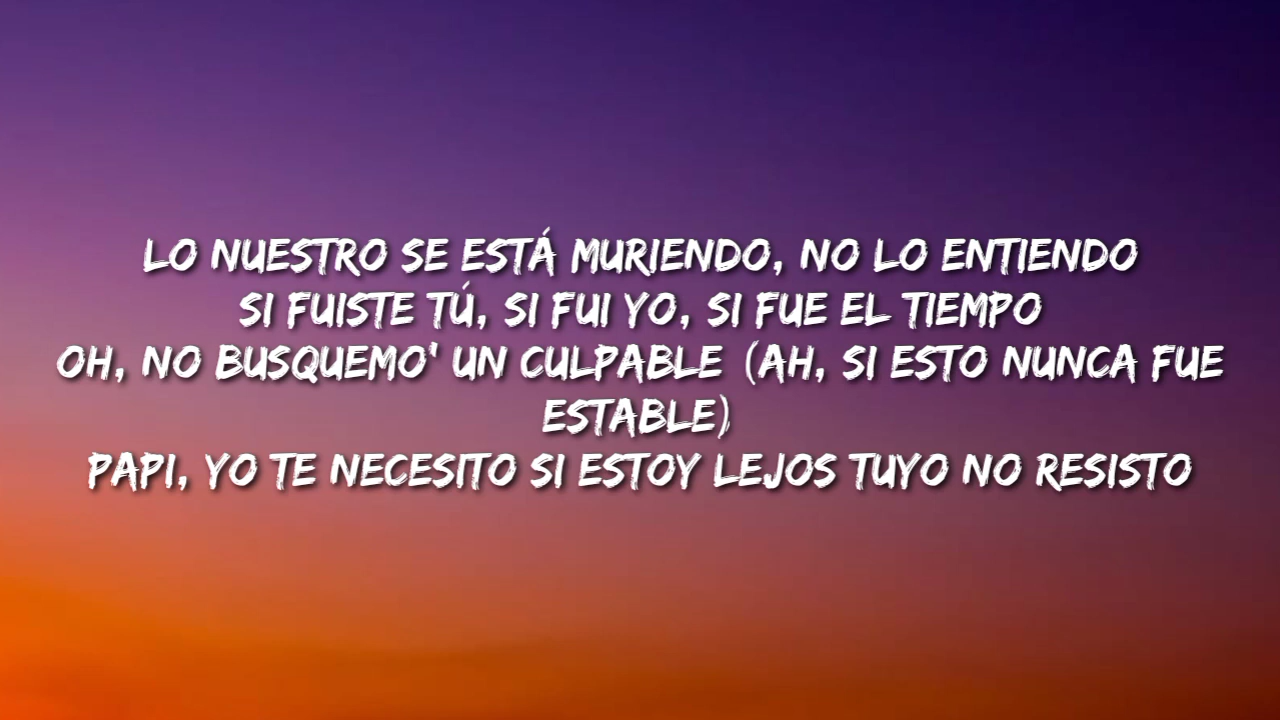 LO NUESTRO SE ESTÁ MURIENDO, NO LO ENTIENDO
SI FUISTE TÚ, SI FUI YO, SI FUE EL TIEMPO
OH, NO BUSQUEMO' UN CULPABLE (AH, SI ESTO NUNCA FUE
ESTABLE)
PAPI, YO TE NECESITO SI ESTOY LEJOS TUYO NO RESISTO